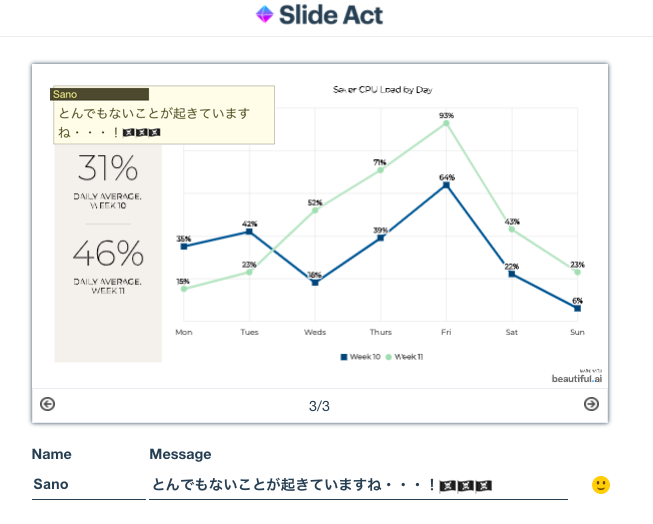 Slide Act
Sano
とんでもないことが起きています
ね・・・！🏴‍☠️🏴‍☠️🏴‍☠️
Server CPU Load by Day
31%
DAILY AVERAGE,
WEEK 10
46%
DAILY AVERAGE,
WEEK 11
93%
71%
64%
52%
42%
43%
35%
39%
23%
18%
22%
23%
15%
6%
Mon Tues Weds Thurs Fri Sat Sun
Week 10 Week 11
MADE WITH
beautiful.ai
3/3
Name Message
Sano とんでもないことが起きていますね・・・！🏴‍☠️🏴‍☠️🏴‍☠️